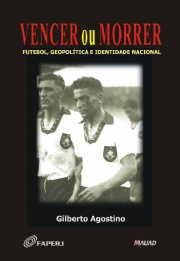 VENCER ou MORRER
FUTEBOL, GEOPOLÍTICA E IDENTIDADE NACIONAL
Gilberto Agostino
FAPERJ
MAUAD